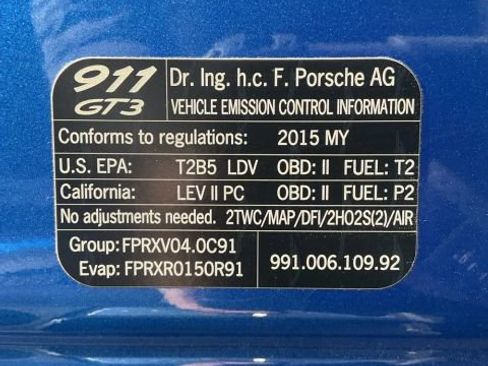 911 GT3
Dr. Ing. h.c. F. Porsche AG
VEHICLE EMISSION CONTROL INFORMATION
Conforms to regulations: 2015 MY
U.S. EPA: T2B5 LDV OBD: II FUEL: T2
California: LEV II PC OBD: II FUEL: P2
No adjustments needed. 2TWC/MAP/DFI/2HO2S(2)/AIR
Group: FPRXV04.0C91
Evap: FPRXR0150R91
991.006.109.92